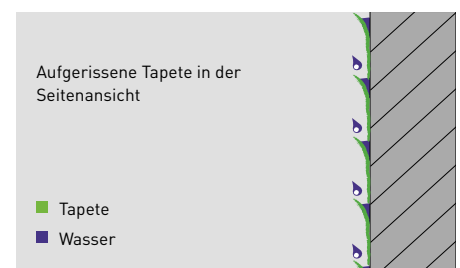 Aufgerissene Tapete in der
Seitenansicht
Tapete
Wasser